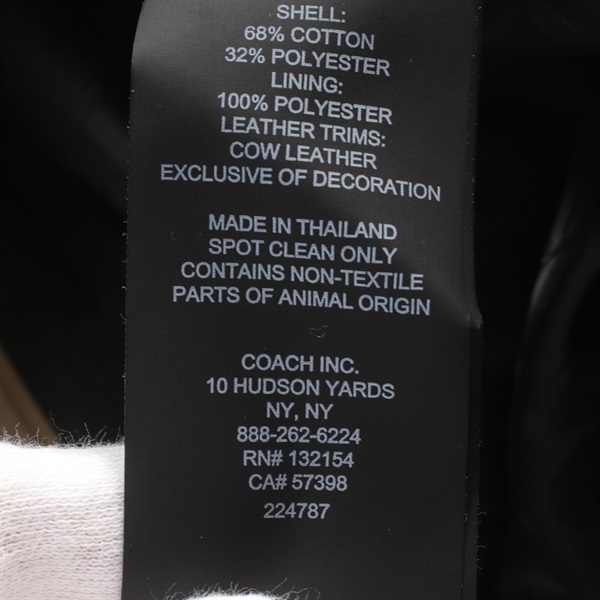 SHELL:
68% COTTON
32% POLYESTER
LINING:
100% POLYESTER
LEATHER TRIMS:
COW LEATHER
EXCLUSIVE OF DECORATION
MADE IN THAILAND
SPOT CLEAN ONLY
CONTAINS NON-TEXTILE
PARTS OF ANIMAL ORIGIN
COACH INC.
10 HUDSON YARDS
NY, NY
888-262-6224
RN# 132154
CA# 57398
224787